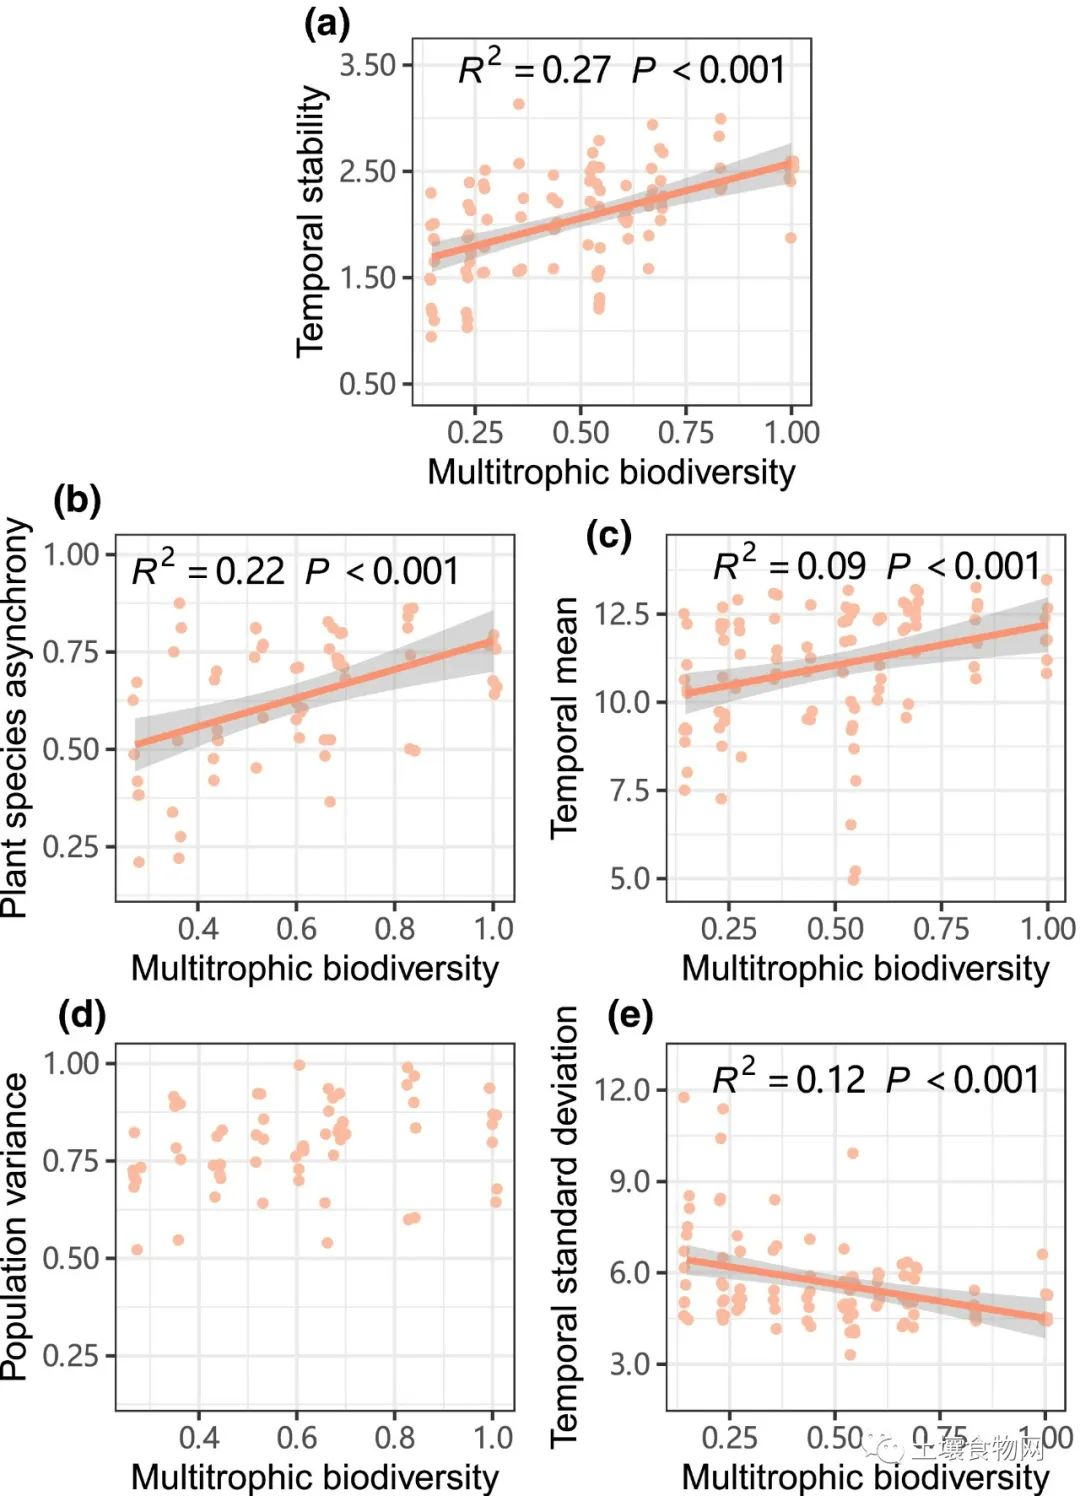 (a)
R² = 0.27 P < 0.001
Temporal stability
3.50
2.50
1.50
0.50
0.25 0.50 0.75 1.00
Multitrophic biodiversity
(b)
R² = 0.22 P < 0.001
Plant species asynchrony
1.00
0.75
0.50
0.25
0.4 0.6 0.8 1.0
Multitrophic biodiversity
(c)
R² = 0.09 P < 0.001
Temporal mean
12.5
10.0
7.5
5.0
0.25 0.50 0.75 1.00
Multitrophic biodiversity
(d)
Population variance
1.00
0.75
0.50
0.25
0.4 0.6 0.8 1.0
Multitrophic biodiversity
(e)
R² = 0.12 P < 0.001
Temporal standard deviation
12.0
9.0
6.0
3.0
0.25 0.50 0.75 1.00
Multitrophic biodiversity
土壤食物网